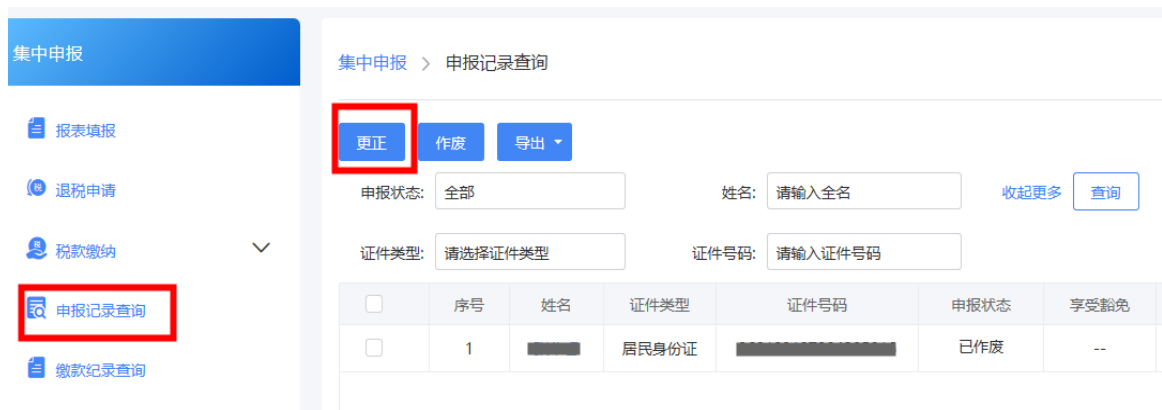 集中申报
报表填报
退税申请
税款缴纳
申报记录查询
缴款纪录查询
集中申报 > 申报记录查询
更正 作废 导出
申报状态: 全部 姓名: 请输入全名 收起更多 查询
证件类型: 请选择证件类型 证件号码: 请输入证件号码
序号 姓名 证件类型 证件号码 申报状态 享受豁免
1 居民身份证 已作废 --